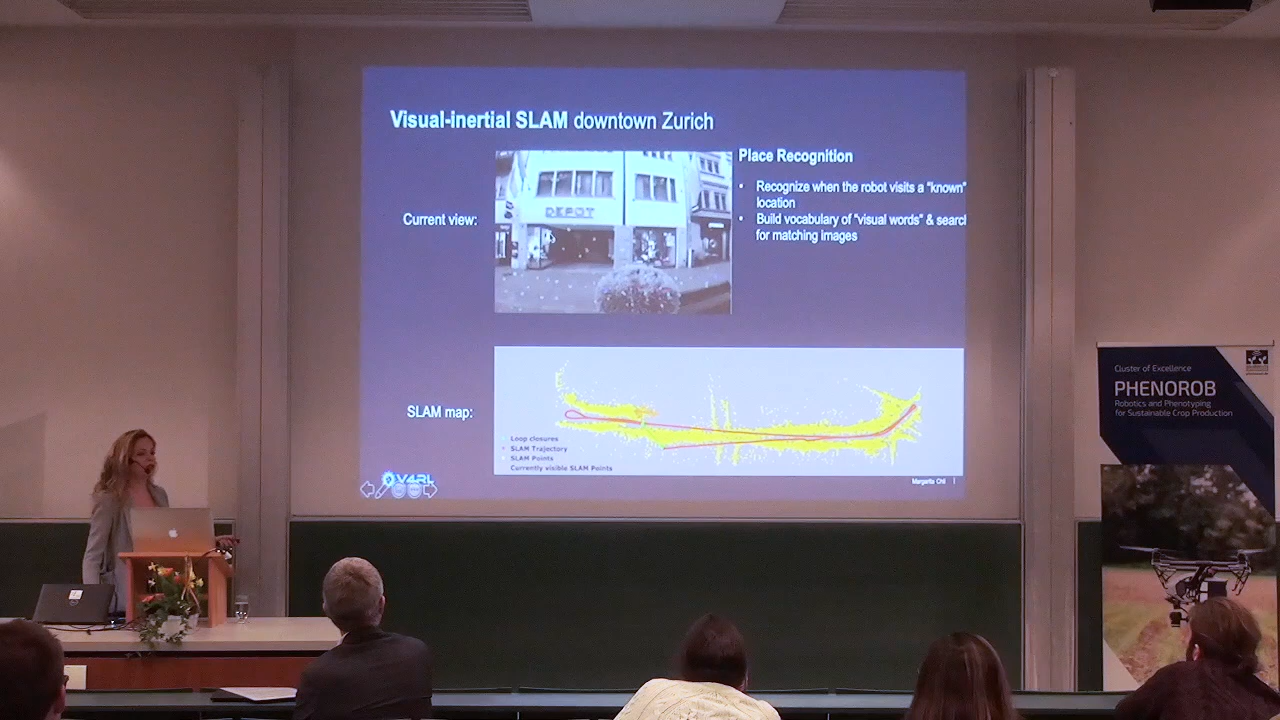 Visual-inertial SLAM downtown Zurich
Place Recognition
• Recognize when the robot visits a "known"
location
• Build vocabulary of "visual words" & searc
for matching images
Current view:
DEPOT
SLAM map:
Loop closures
SLAM Trajectory
SLAM Points
Currently visible SLAM Points
V4RL
Margarita Chli
Cluster of Excellence
PHENOROB
Robotics and Phenotyping
for Sustainable Crop Production